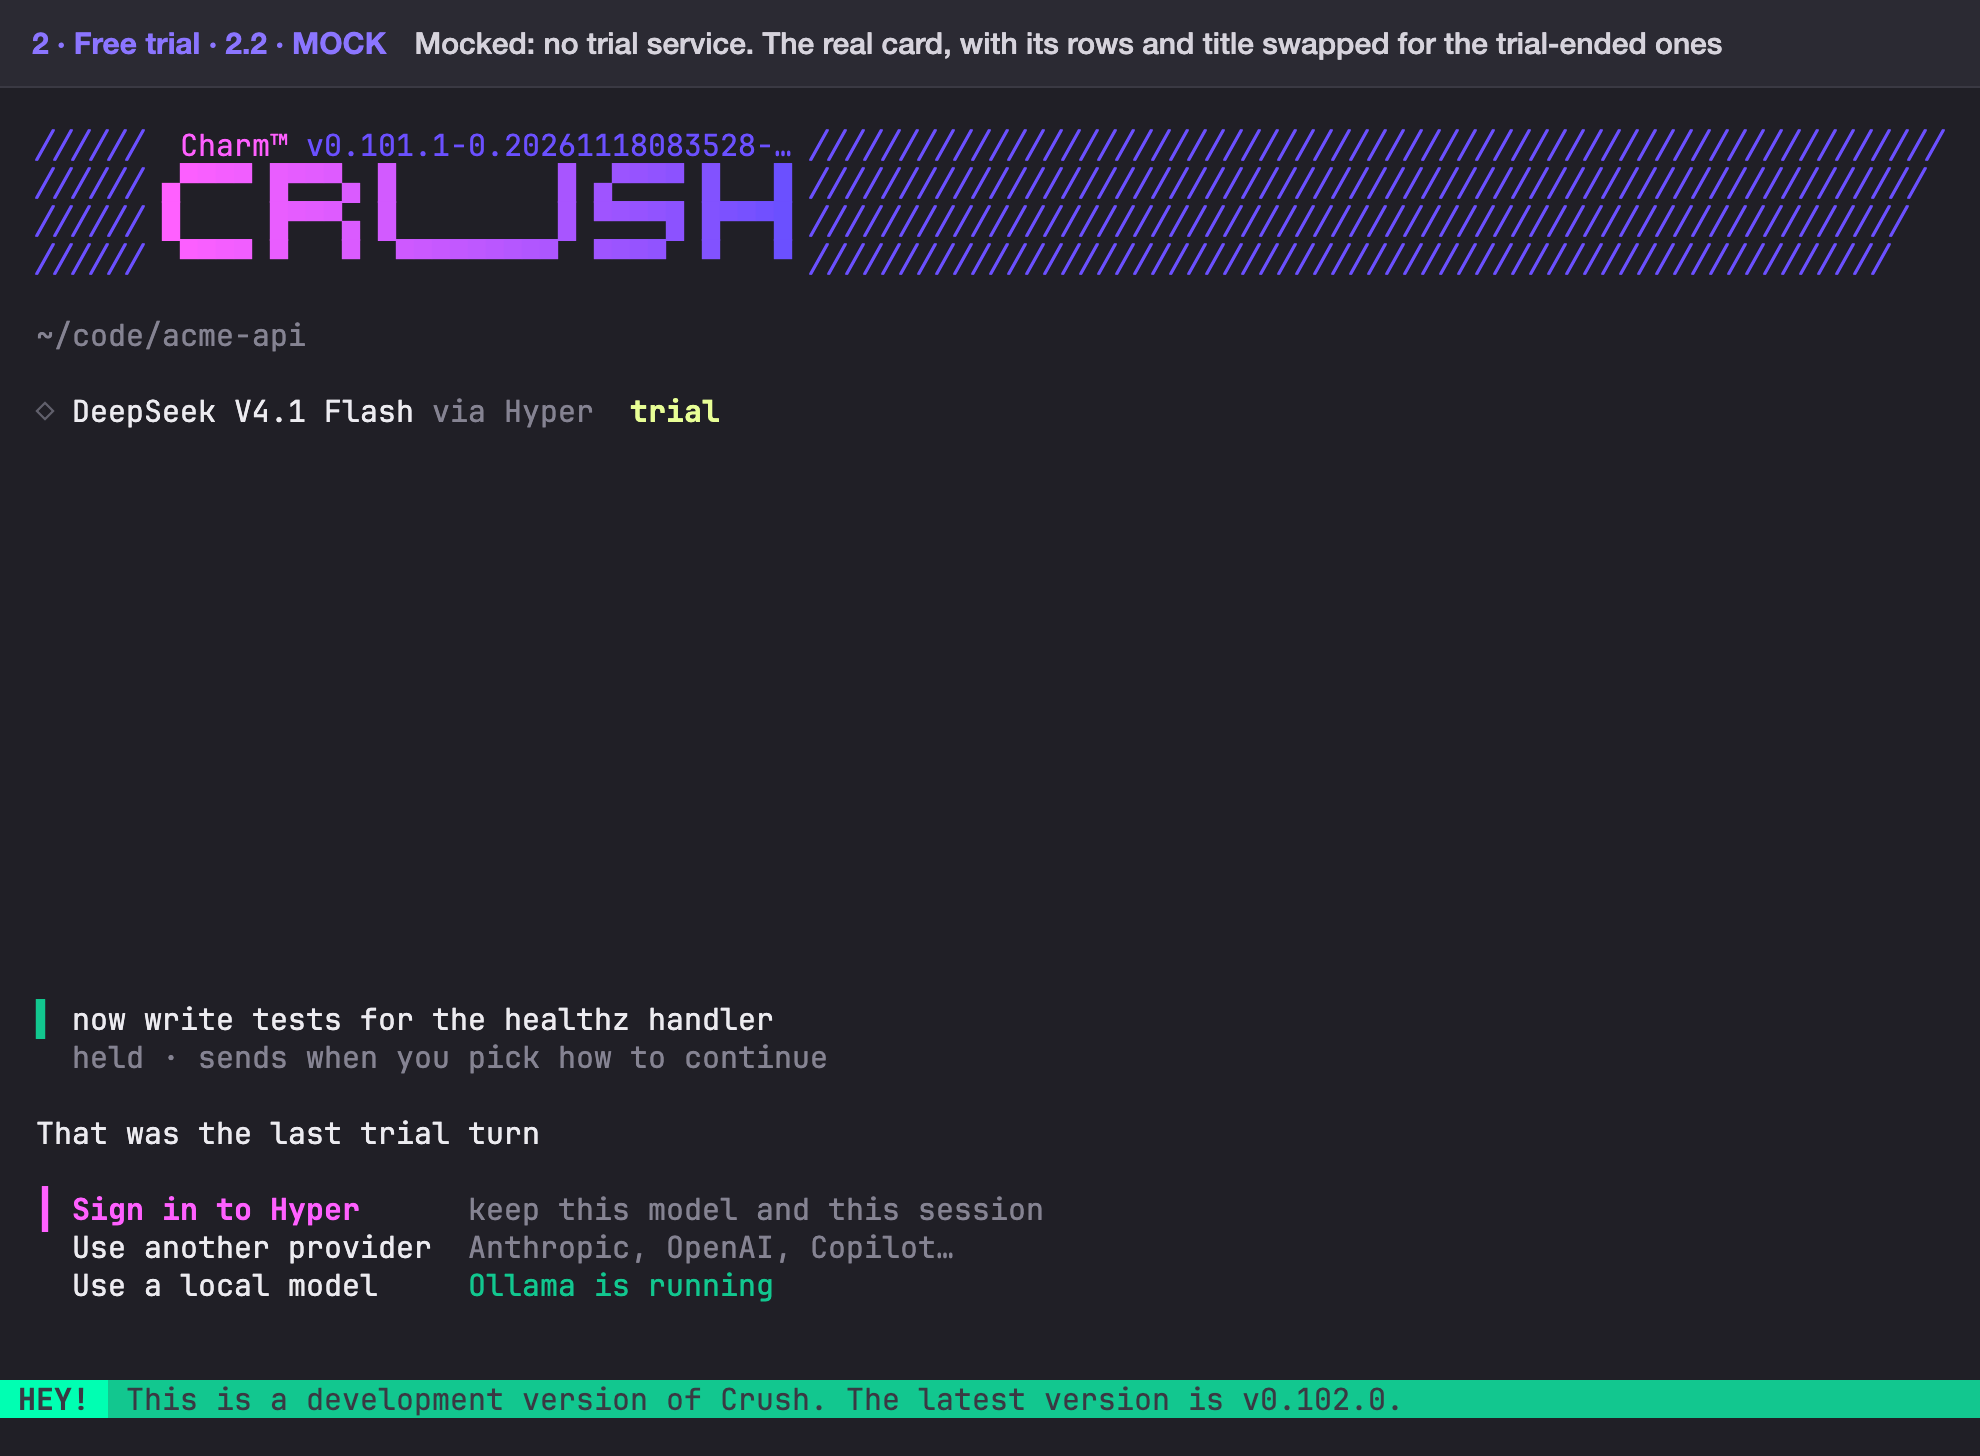 2 · Free trial · 2.2 · MOCK Mocked: no trial service. The real card, with its rows and title swapped for the trial-ended ones
////// Charm™ v0.101.1-0.20261118083528-… ///////////////////////////////////////////////////////////////
////// CRUSH //////////////////////////////////////////////////////////////
////// /////////////////////////////////////////////////////////////
////// ////////////////////////////////////////////////////////////
~/code/acme-api
◇ DeepSeek V4.1 Flash via Hyper trial
now write tests for the healthz handler
held · sends when you pick how to continue
That was the last trial turn
Sign in to Hyper keep this model and this session
Use another provider Anthropic, OpenAI, Copilot…
Use a local model Ollama is running
HEY! This is a development version of Crush. The latest version is v0.102.0.